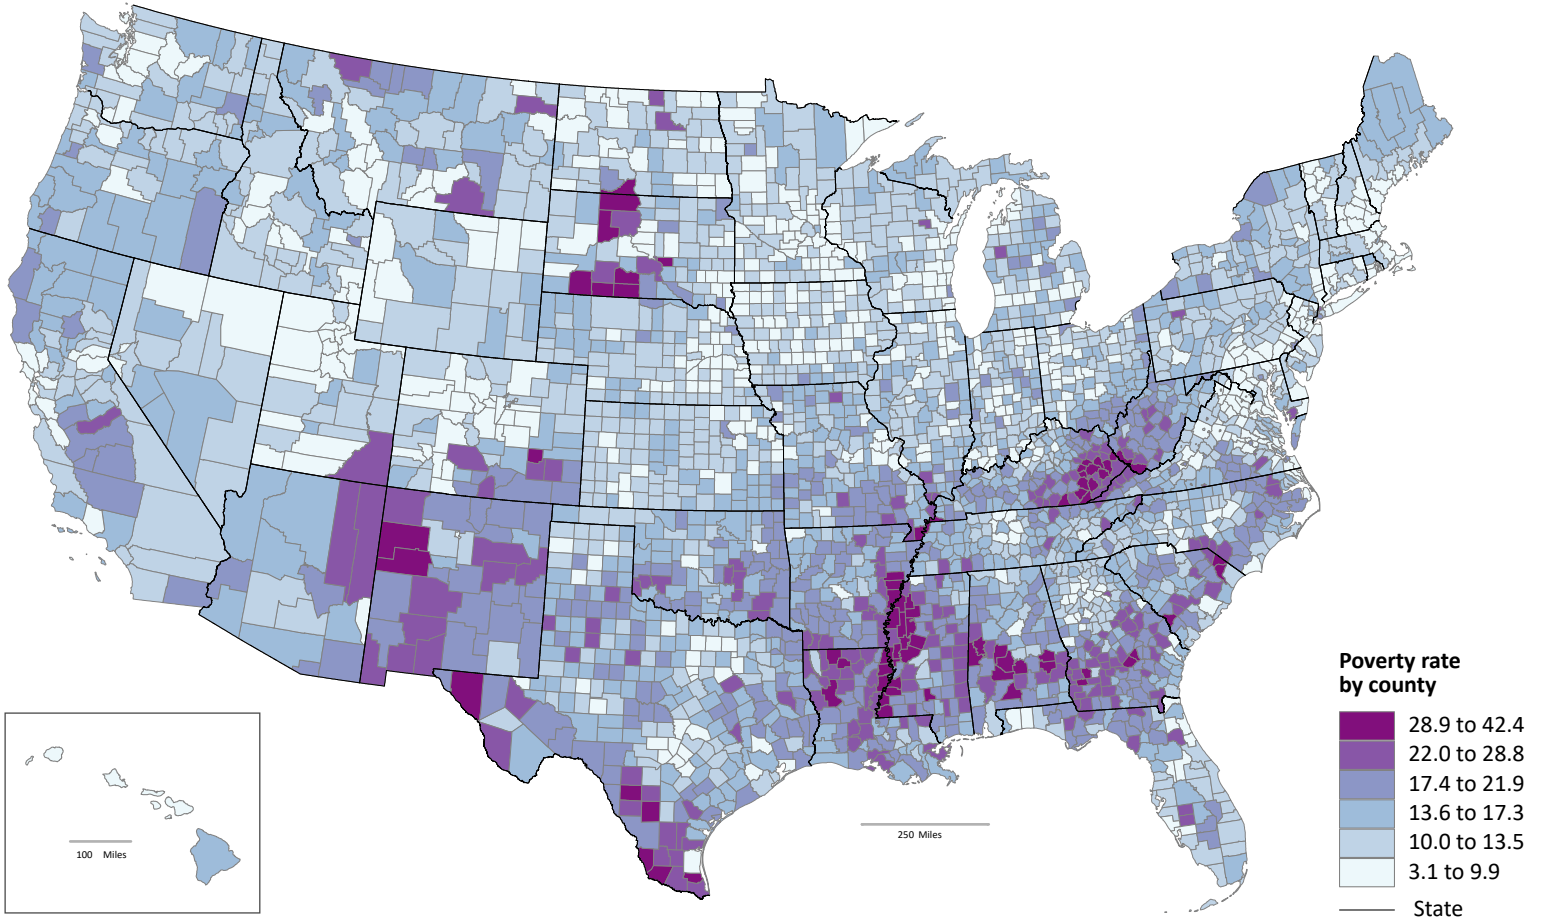 Poverty rate
by county
28.9 to 42.4
22.0 to 28.8
17.4 to 21.9
13.6 to 17.3
10.0 to 13.5
3.1 to 9.9
State
250 Miles
100 Miles